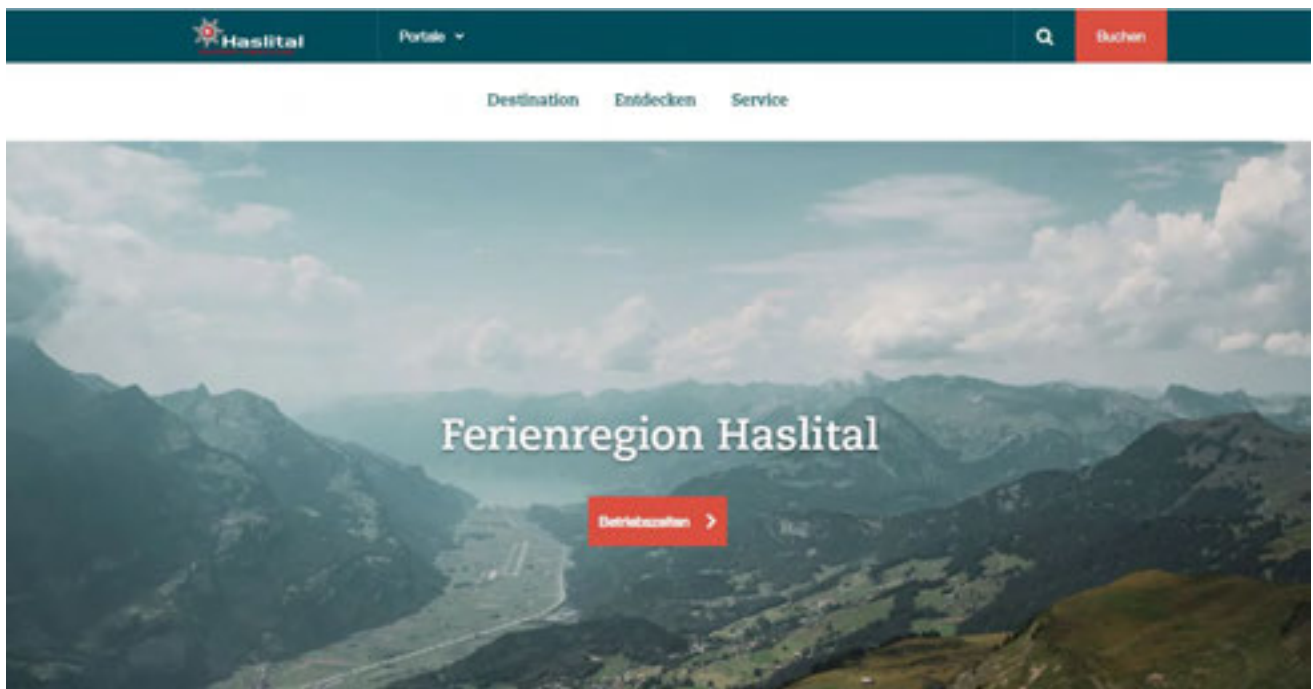 Haslital
Portale
Buchen
Destination Entdecken Service
Ferienregion Haslital
Betriebszeiten